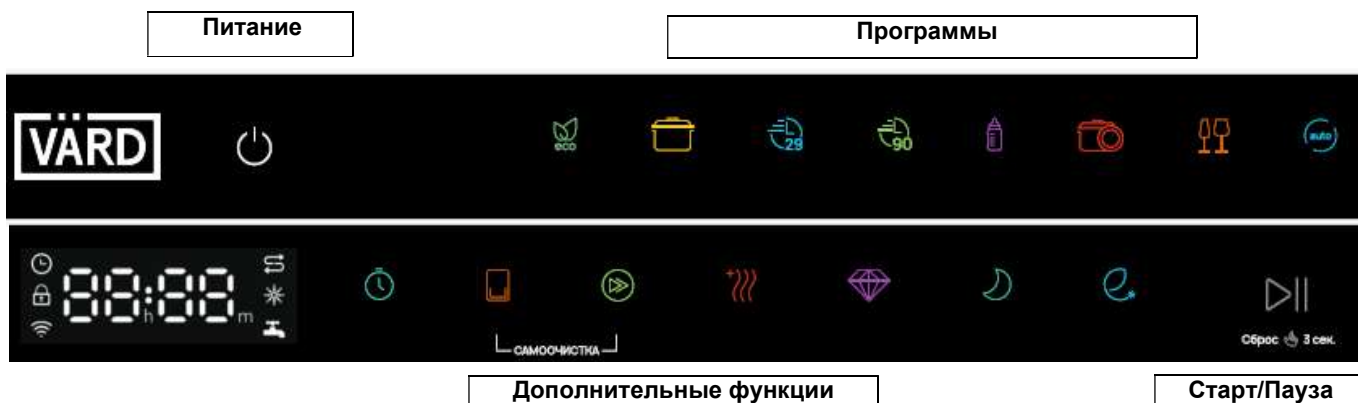 Питание
Программы
VÄRD
eco
29
90
auto
88:88
h
m
САМООЧИСТКА
Сброс 3 сек.
Дополнительные функции
Старт/Пауза